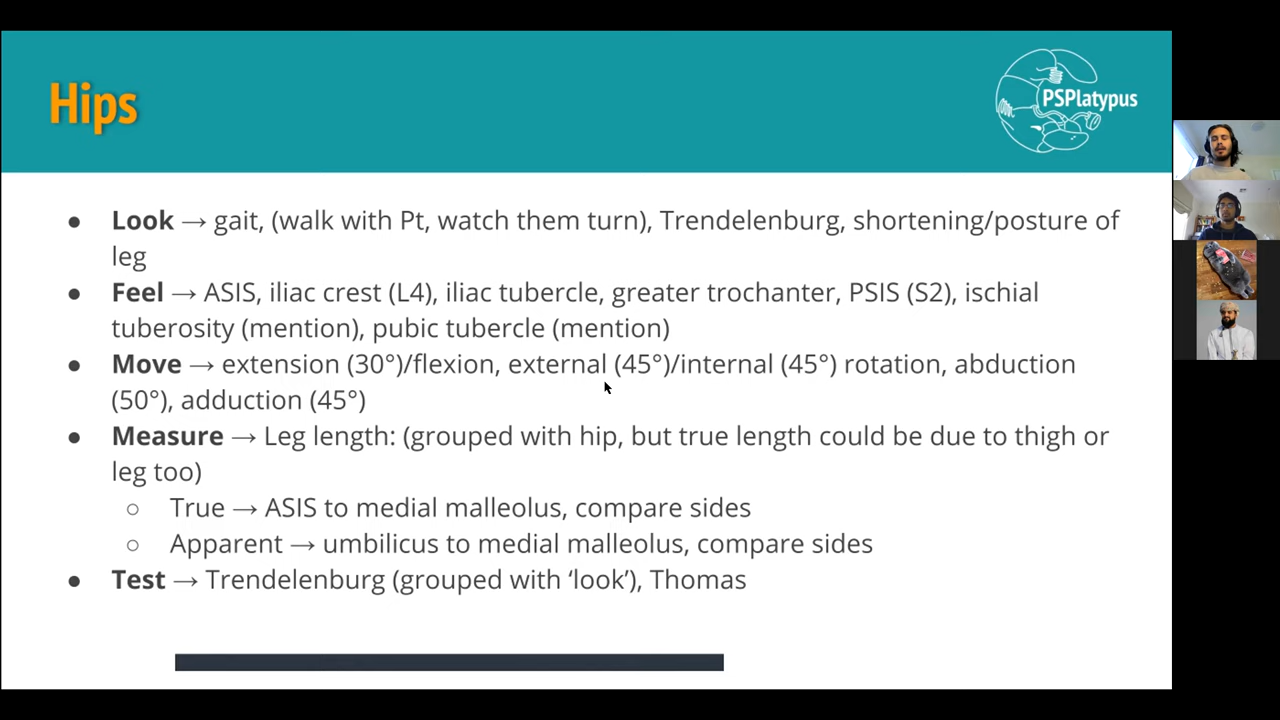 Hips
PSPlatypus
● Look → gait, (walk with Pt, watch them turn), Trendelenburg, shortening/posture of
leg
● Feel → ASIS, iliac crest (L4), iliac tubercle, greater trochanter, PSIS (S2), ischial
tuberosity (mention), pubic tubercle (mention)
● Move → extension (30°)/flexion, external (45°)/internal (45°) rotation, abduction
(50°), adduction (45°)
● Measure → Leg length: (grouped with hip, but true length could be due to thigh or
leg too)
○ True → ASIS to medial malleolus, compare sides
○ Apparent → umbilicus to medial malleolus, compare sides
● Test → Trendelenburg (grouped with ‘look’), Thomas